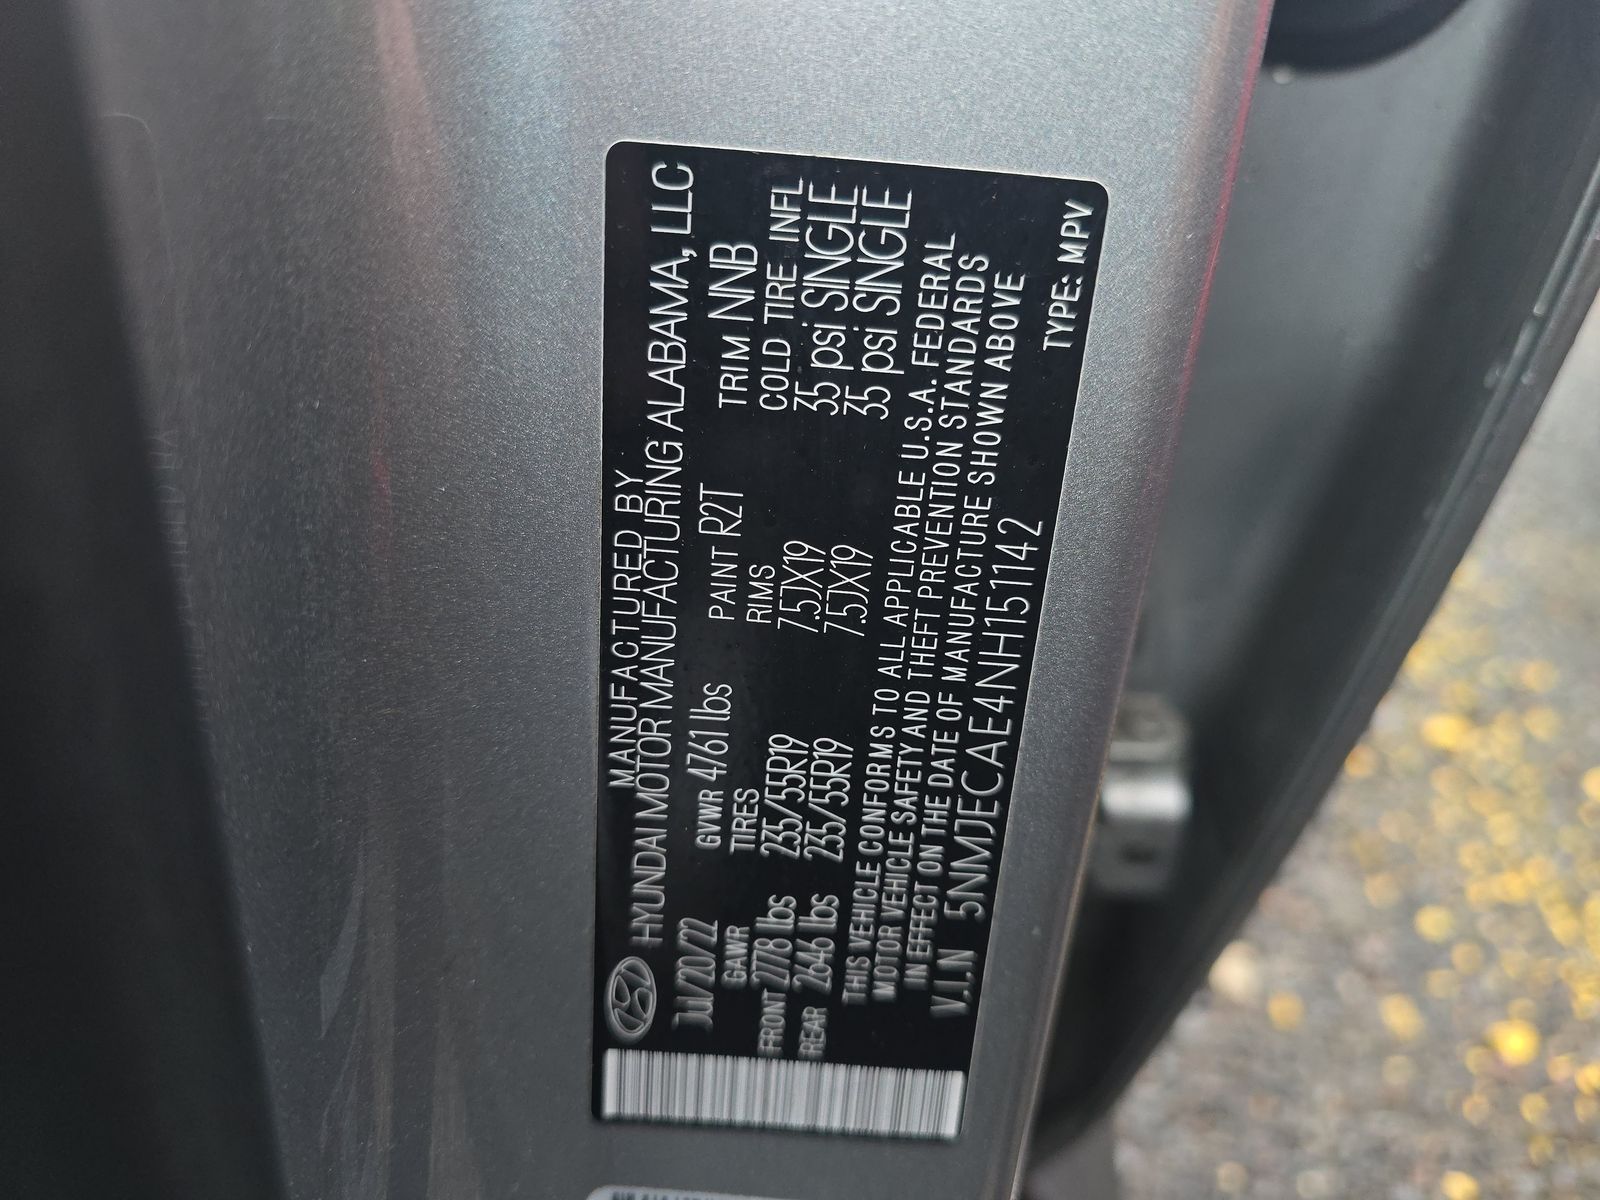 MANUFACTURED BY
HYUNDAI MOTOR MANUFACTURING ALABAMA, LLC
Jul/20/22 GVWR 4761 lbs PAINT R2T TRIM NNB
GAWR TIRES RIMS COLD TIRE INFL
FRONT 2778 lbs 235/55R19 7.5JX19 35 psi SINGLE
REAR 2646 lbs 235/55R19 7.5JX19 35 psi SINGLE
THIS VEHICLE CONFORMS TO ALL APPLICABLE U.S.A. FEDERAL
MOTOR VEHICLE SAFETY AND THEFT PREVENTION STANDARDS
IN EFFECT ON THE DATE OF MANUFACTURE SHOWN ABOVE
V.I.N 5NMJECAE4NH151142 TYPE: MPV